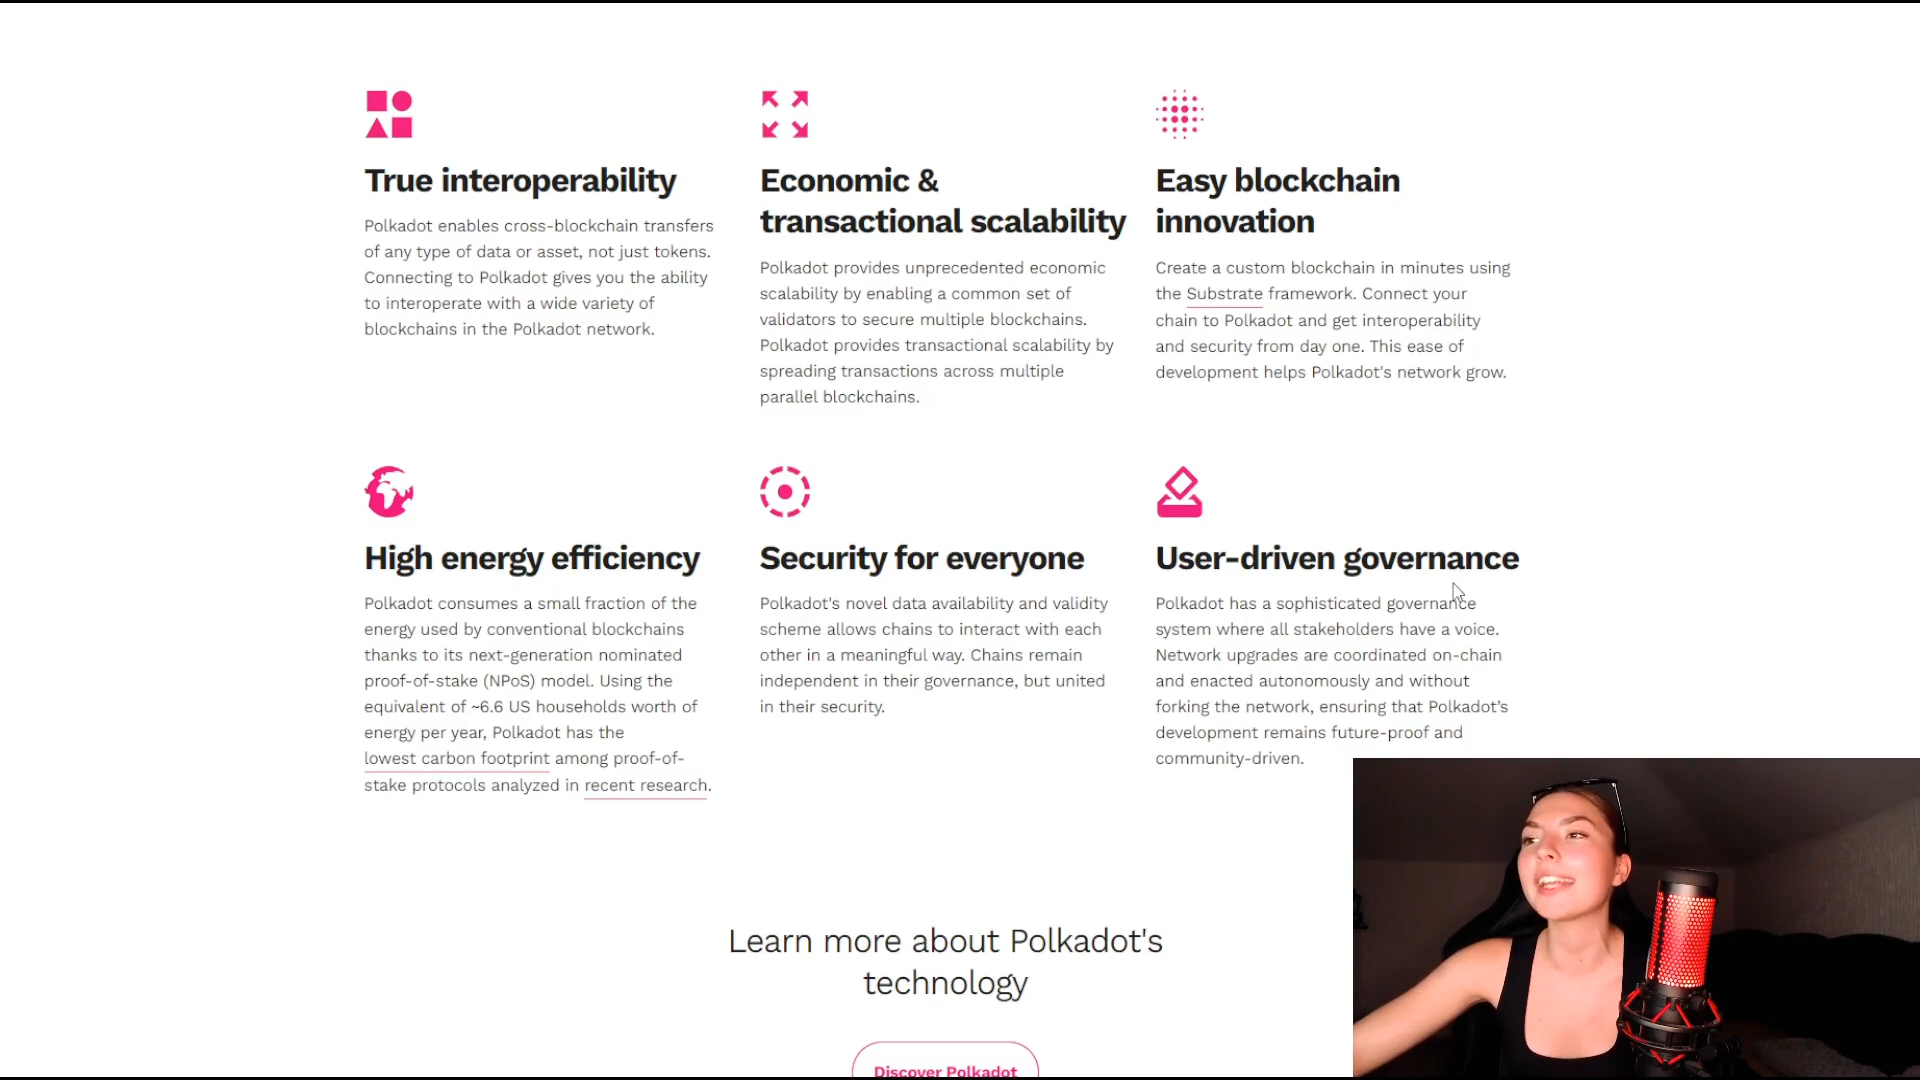 True interoperability
Polkadot enables cross-blockchain transfers
of any type of data or asset, not just tokens.
Connecting to Polkadot gives you the ability
to interoperate with a wide variety of
blockchains in the Polkadot network.
Economic &
transactional scalability
Polkadot provides unprecedented economic
scalability by enabling a common set of
validators to secure multiple blockchains.
Polkadot provides transactional scalability by
spreading transactions across multiple
parallel blockchains.
Easy blockchain
innovation
Create a custom blockchain in minutes using
the Substrate framework. Connect your
chain to Polkadot and get interoperability
and security from day one. This ease of
development helps Polkadot's network grow.
High energy efficiency
Polkadot consumes a small fraction of the
energy used by conventional blockchains
thanks to its next-generation nominated
proof-of-stake (NPoS) model. Using the
equivalent of ~6.6 US households worth of
energy per year, Polkadot has the
lowest carbon footprint among proof-of-
stake protocols analyzed in recent research.
Security for everyone
Polkadot's novel data availability and validity
scheme allows chains to interact with each
other in a meaningful way. Chains remain
independent in their governance, but united
in their security.
User-driven governance
Polkadot has a sophisticated governance
system where all stakeholders have a voice.
Network upgrades are coordinated on-chain
and enacted autonomously and without
forking the network, ensuring that Polkadot’s
development remains future-proof and
community-driven.
Learn more about Polkadot's
technology
Discover Polkadot